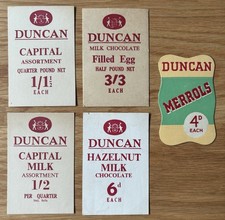 DUNCAN
CAPITAL
ASSORTMENT
QUARTER POUND NET
1/1½
EACH
DUNCAN
MILK CHOCOLATE
Filled Egg
HALF POUND NET
3/3
EACH
DUNCAN
MERROLS
4D
EACH
DUNCAN
CAPITAL
MILK
ASSORTMENT
1/2
PER QUARTER
DUNCAN
HAZELNUT
MILK
CHOCOLATE
6d
EACH